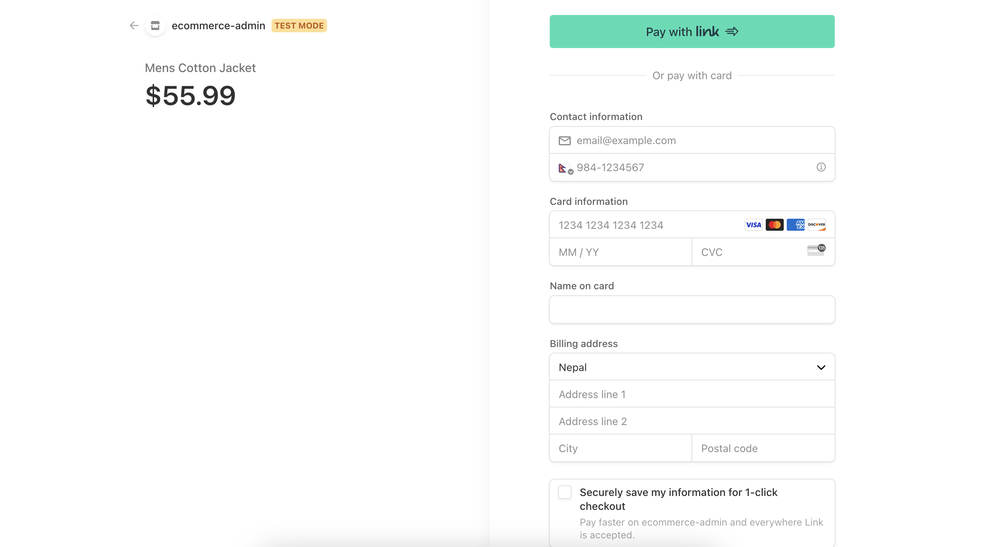 ecommerce-admin TEST MODE
Mens Cotton Jacket
$55.99
Pay with link
Or pay with card
Contact information
email@example.com
984-1234567
Card information
1234 1234 1234 1234 VISA DISCOVER
MM / YY CVC
Name on card
Billing address
Nepal
Address line 1
Address line 2
City Postal code
Securely save my information for 1-click
checkout
Pay faster on ecommerce-admin and everywhere Link
is accepted.